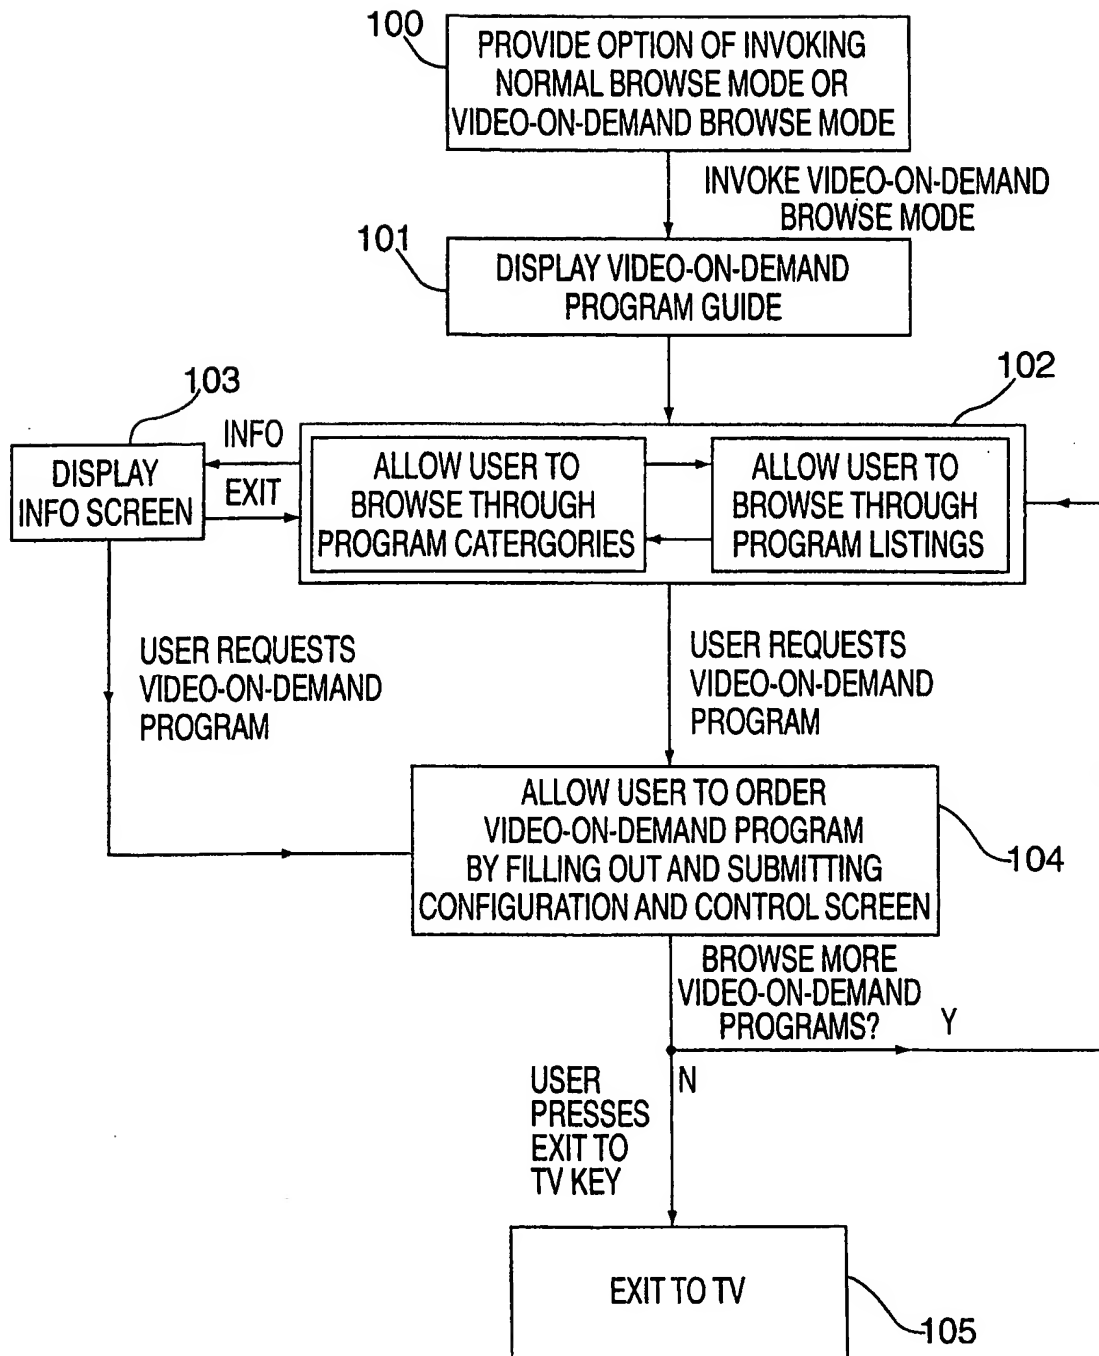 100
PROVIDE OPTION OF INVOKING
NORMAL BROWSE MODE OR
VIDEO-ON-DEMAND BROWSE MODE
INVOKE VIDEO-ON-DEMAND
BROWSE MODE
101
DISPLAY VIDEO-ON-DEMAND
PROGRAM GUIDE
102
103
DISPLAY
INFO SCREEN
INFO
EXIT
ALLOW USER TO
BROWSE THROUGH
PROGRAM CATERGORIES
ALLOW USER TO
BROWSE THROUGH
PROGRAM LISTINGS
USER REQUESTS
VIDEO-ON-DEMAND
PROGRAM
USER REQUESTS
VIDEO-ON-DEMAND
PROGRAM
ALLOW USER TO ORDER
VIDEO-ON-DEMAND PROGRAM
BY FILLING OUT AND SUBMITTING
CONFIGURATION AND CONTROL SCREEN
104
BROWSE MORE
VIDEO-ON-DEMAND
PROGRAMS?
Y
N
USER
PRESSES
EXIT TO
TV KEY
EXIT TO TV
105